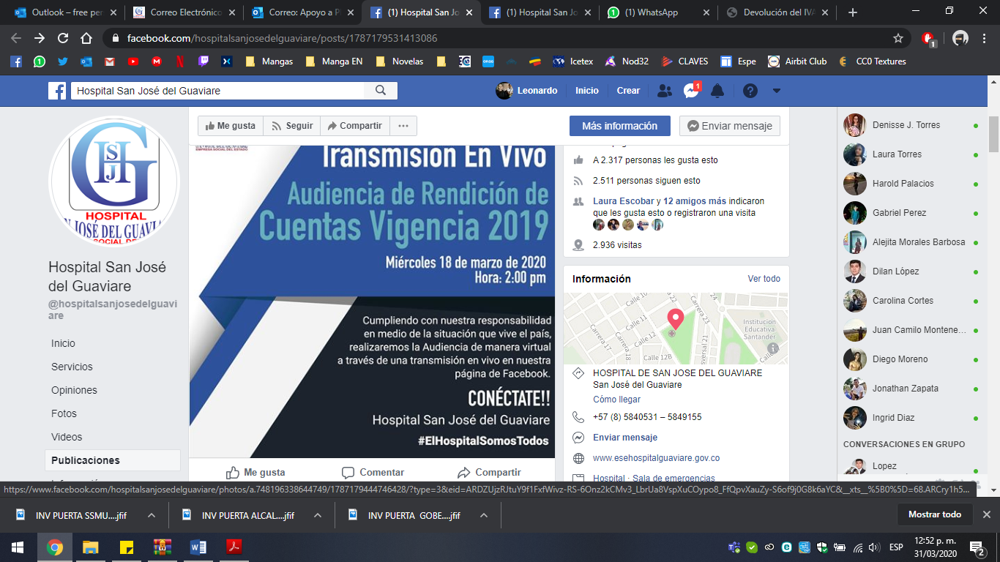 Outlook – free per
Correo Electrónico
Correo: Apoyo a P
(1) Hospital San Jo
(1) Hospital San Jo
(1) WhatsApp
Devolución del IVA
facebook.com/hospitalsanjosedelguaviare/posts/1787179531413086
1
Mangas
Manga EN
Novelas
Icetex
Nod32
CLAVES
Espe
Airbit Club
CC0 Textures
Hospital San José del Guaviare
Leonardo
Inicio
Crear
1
Me gusta
Seguir
Compartir
Más información
Enviar mensaje
HOSPITAL
Hospital San José
del Guaviare
@hospitalsanjosedelguavi
are
Inicio
Servicios
Opiniones
Fotos
Videos
Publicaciones
EMPRESA SOCIAL DEL ESTADO
Transmisión En Vivo
Audiencia de Rendición de
Cuentas Vigencia 2019
Miércoles 18 de marzo de 2020
Hora: 2:00 pm
Cumpliendo con nuestra responsabilidad
en medio de la situación que vive el país,
realizaremos la Audiencia de manera virtual
a través de una transmisión en vivo en nuestra
página de Facebook.
CONÉCTATE!!
Hospital San José del Guaviare
#ElHospitalSomosTodos
Me gusta
Comentar
Compartir
A 2.317 personas les gusta esto
2.511 personas siguen esto
Laura Escobar y 12 amigos más indicaron
que les gusta esto o registraron una visita
2.936 visitas
Información
Ver todo
Calle 10
Calle 11
Calle 12
Calle 12B
Carrera 22
Carrera 23
Carrera 24
Carrera 17
Carrera 18
Institución
Educativa
Santander
HOSPITAL DE SAN JOSE DEL GUAVIARE
San José del Guaviare
Cómo llegar
+57 (8) 5840531 – 5849155
Enviar mensaje
www.esehospitalguaviare.gov.co
Hospital · Sala de emergencias
Denisse J. Torres
Laura Torres
Harold Palacios
Gabriel Perez
Alejita Morales Barbosa
Dilan López
Carolina Cortes
Juan Camilo Montene...
Diego Moreno
Jonathan Zapata
Ingrid Diaz
CONVERSACIONES EN GRUPO
Lopez
https://www.facebook.com/hospitalsanjosedelguaviare/photos/a.748196338644749/1787179444746428/?type=3&eid=ARDZUjzRJtuY9f1FxfWivz-RS-6Onz2kCMv3_LbrUa8VspXuCOypo8_FfQpvXauZy-S6of9j0G8k6aYC&__xts__%5B0%5D=68.ARCry1h5...
INV PUERTA SSMU....jfif
INV PUERTA ALCAL....jfif
INV PUERTA GOBE....jfif
Mostrar todo
ESP
12:52 p. m.
31/03/2020
2